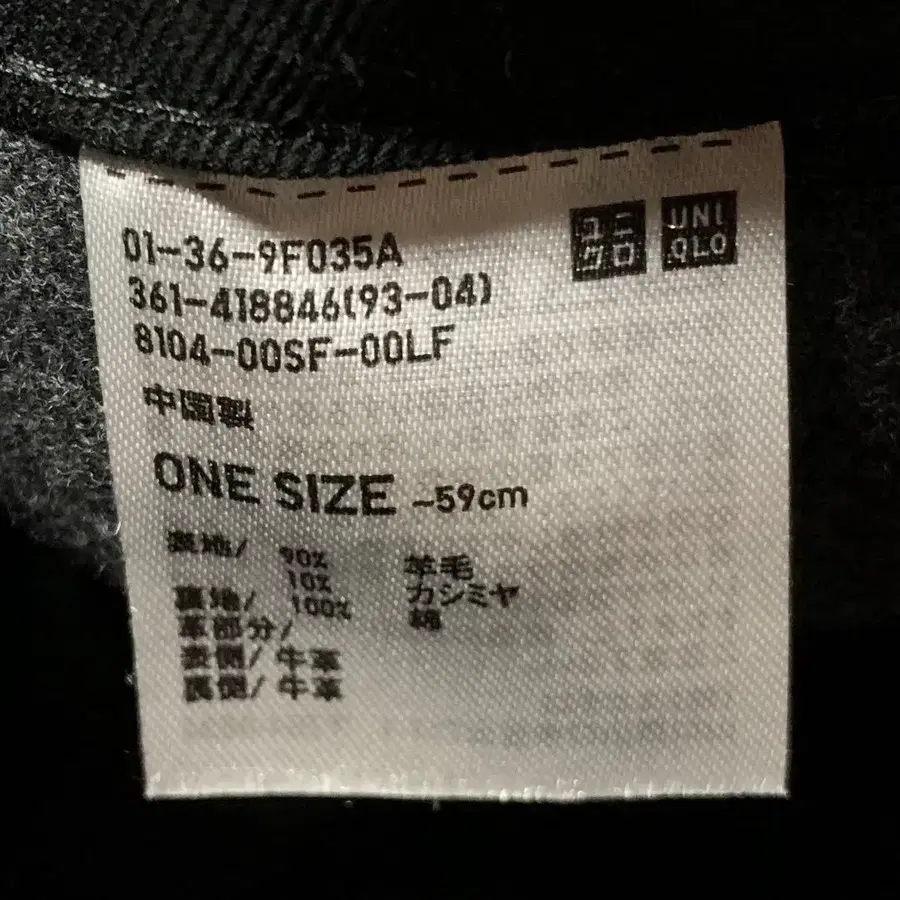 01-36-9F035A
ユニクロ UNIQLO
361-418846(93-04)
8104-00SF-00LF
中国製
ONE SIZE ~59cm
表地/ 90% 羊毛
10% カシミヤ
裏地/ 100% 綿
革部分/
表側/ 牛革
裏側/ 牛革